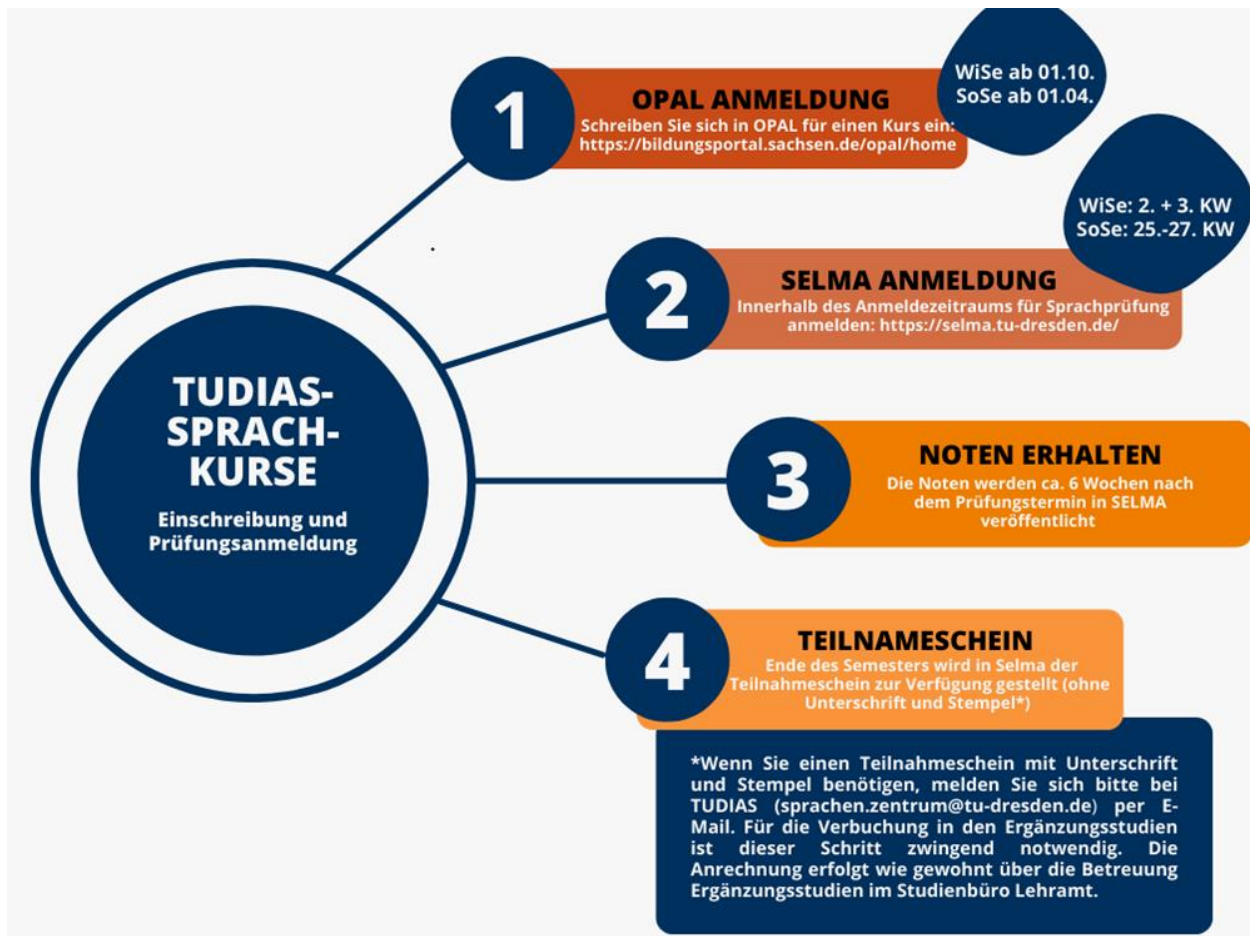 TUDIAS-
SPRACH-
KURSE
Einschreibung und
Prüfungsanmeldung
1
OPAL ANMELDUNG
Schreiben Sie sich in OPAL für einen Kurs ein:
https://bildungsportal.sachsen.de/opal/home
WiSe ab 01.10.
SoSe ab 01.04.
2
SELMA ANMELDUNG
Innerhalb des Anmeldezeitraums für Sprachprüfung
anmelden: https://selma.tu-dresden.de/
WiSe: 2. + 3. KW
SoSe: 25.-27. KW
3
NOTEN ERHALTEN
Die Noten werden ca. 6 Wochen nach
dem Prüfungstermin in SELMA
veröffentlicht
4
TEILNAMESCHEIN
Ende des Semesters wird in Selma der
Teilnahmeschein zur Verfügung gestellt (ohne
Unterschrift und Stempel*)
*Wenn Sie einen Teilnahmeschein mit Unterschrift
und Stempel benötigen, melden Sie sich bitte bei
TUDIAS (sprachen.zentrum@tu-dresden.de) per E-
Mail. Für die Verbuchung in den Ergänzungsstudien
ist dieser Schritt zwingend notwendig. Die
Anrechnung erfolgt wie gewohnt über die Betreuung
Ergänzungsstudien im Studienbüro Lehramt.